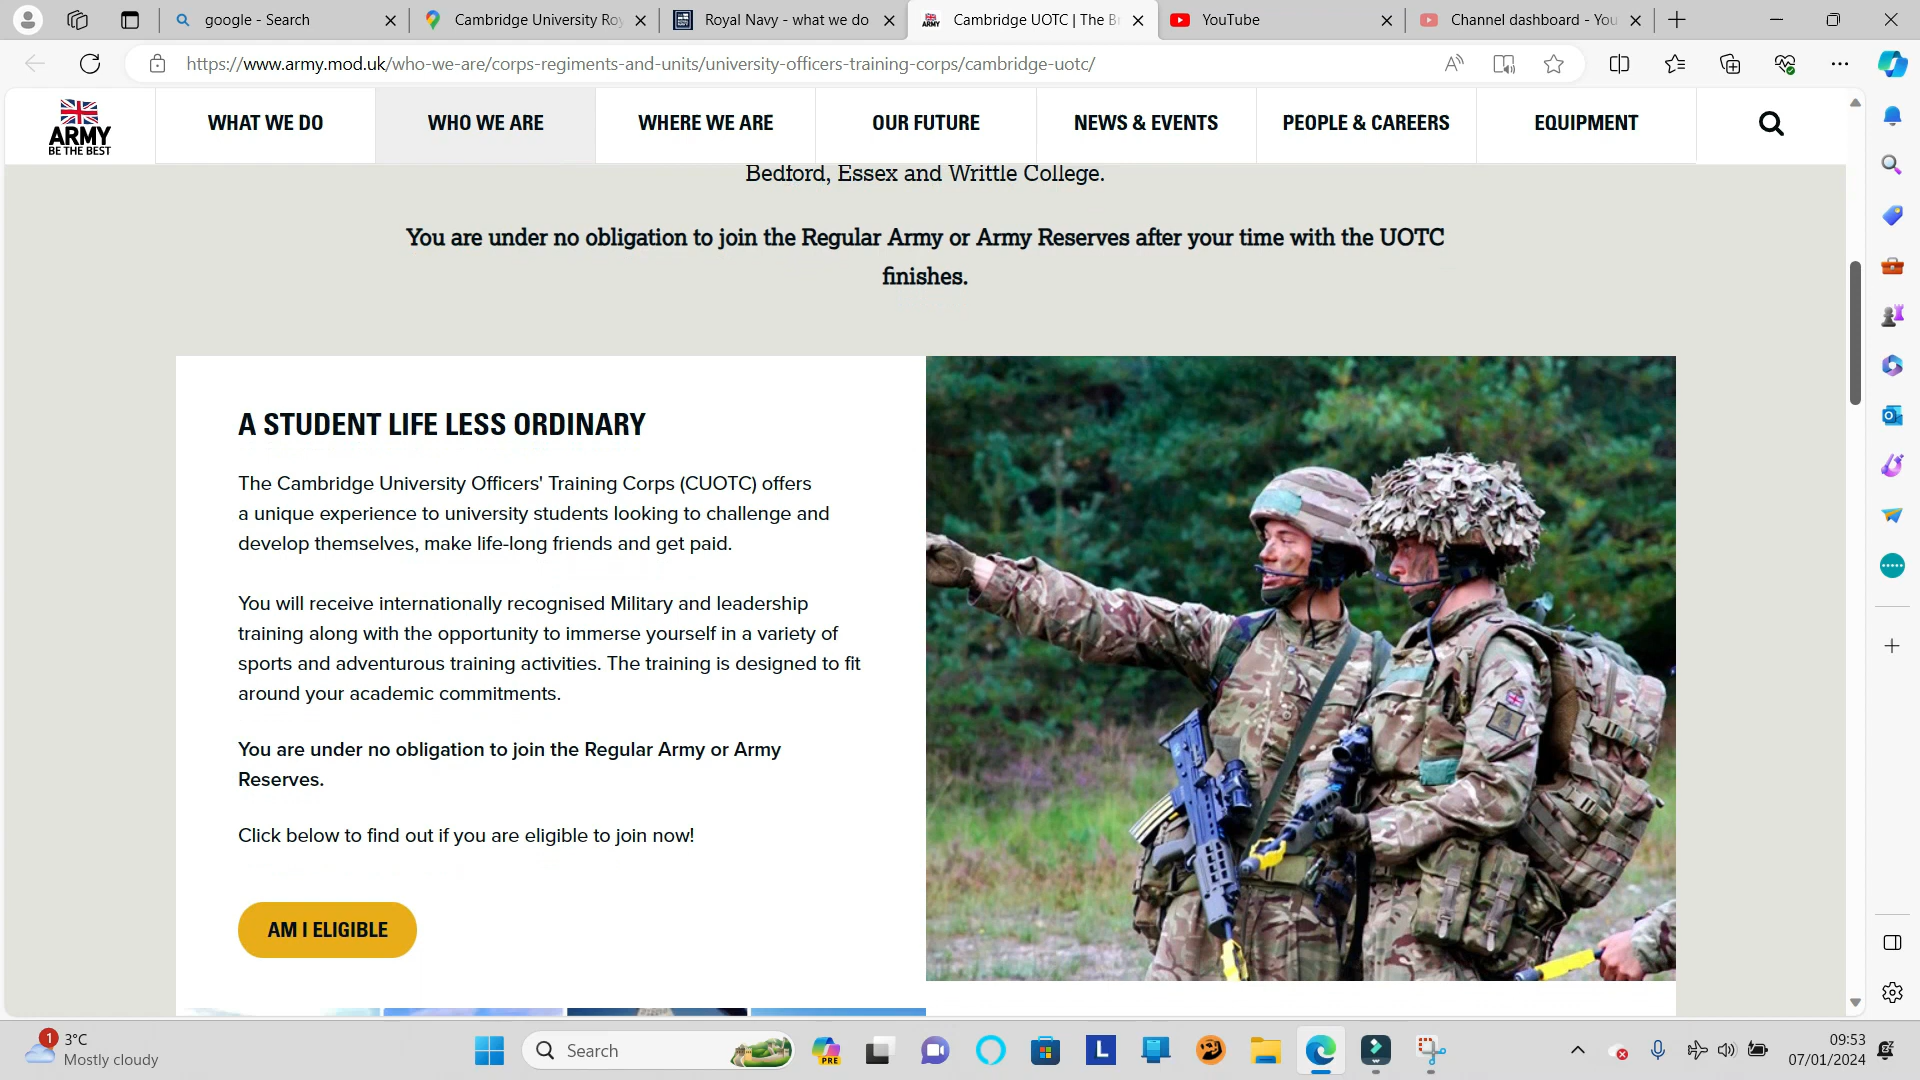 google - Search
Cambridge University Ro
Royal Navy - what we do
Cambridge UOTC | The B
YouTube
Channel dashboard - You
https://www.army.mod.uk/who-we-are/corps-regiments-and-units/university-officers-training-corps/cambridge-uotc/
ARMY
BE THE BEST
WHAT WE DO
WHO WE ARE
WHERE WE ARE
OUR FUTURE
NEWS & EVENTS
PEOPLE & CAREERS
EQUIPMENT
Bedford, Essex and Writtle College.
You are under no obligation to join the Regular Army or Army Reserves after your time with the UOTC
finishes.
A STUDENT LIFE LESS ORDINARY
The Cambridge University Officers' Training Corps (CUOTC) offers
a unique experience to university students looking to challenge and
develop themselves, make life-long friends and get paid.
You will receive internationally recognised Military and leadership
training along with the opportunity to immerse yourself in a variety of
sports and adventurous training activities. The training is designed to fit
around your academic commitments.
You are under no obligation to join the Regular Army or Army
Reserves.
Click below to find out if you are eligible to join now!
AM I ELIGIBLE
1
3°C
Mostly cloudy
Search
PRE
L
09:53
07/01/2024